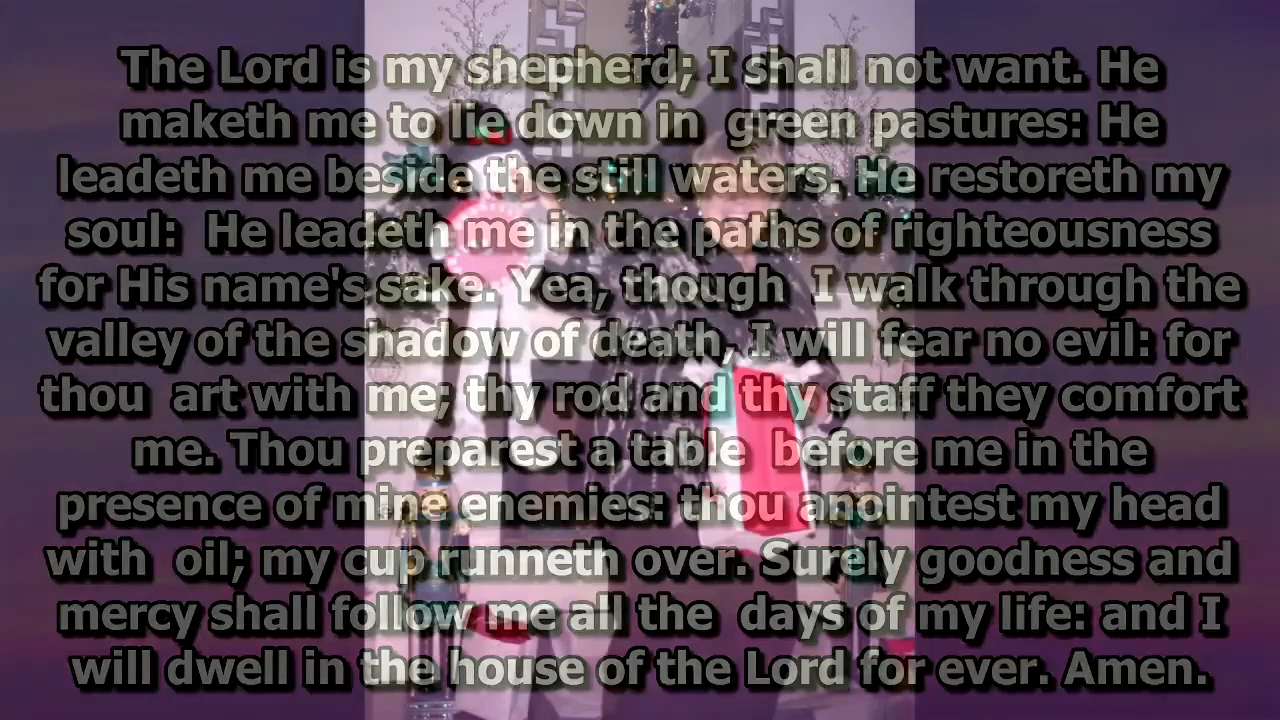 The Lord is my shepherd; I shall not want. He
maketh me to lie down in green pastures: He
leadeth me beside the still waters. He restoreth my
soul: He leadeth me in the paths of righteousness
for His name's sake. Yea, though I walk through the
valley of the shadow of death, I will fear no evil: for
thou art with me; thy rod and thy staff they comfort
me. Thou preparest a table before me in the
presence of mine enemies: thou anointest my head
with oil; my cup runneth over. Surely goodness and
mercy shall follow me all the days of my life: and I
will dwell in the house of the Lord for ever. Amen.